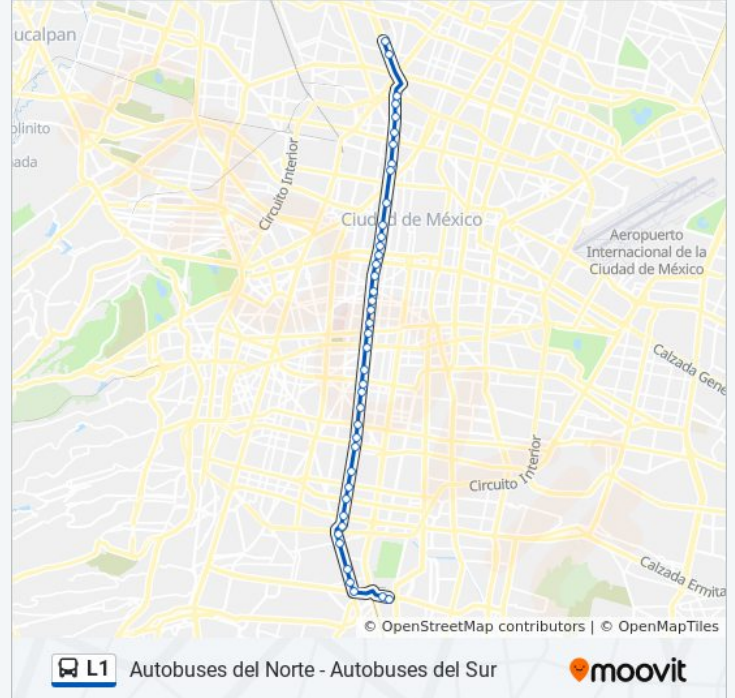 ucalpan
olinito
ada
Circuito Interior
Ciudad de México
Aeropuerto
Internacional de la
Ciudad de México
Calzada Gene
Circuito Interior
Calzada Ermita
© OpenStreetMap contributors | © OpenMapTiles
L1 Autobuses del Norte - Autobuses del Sur
moovit